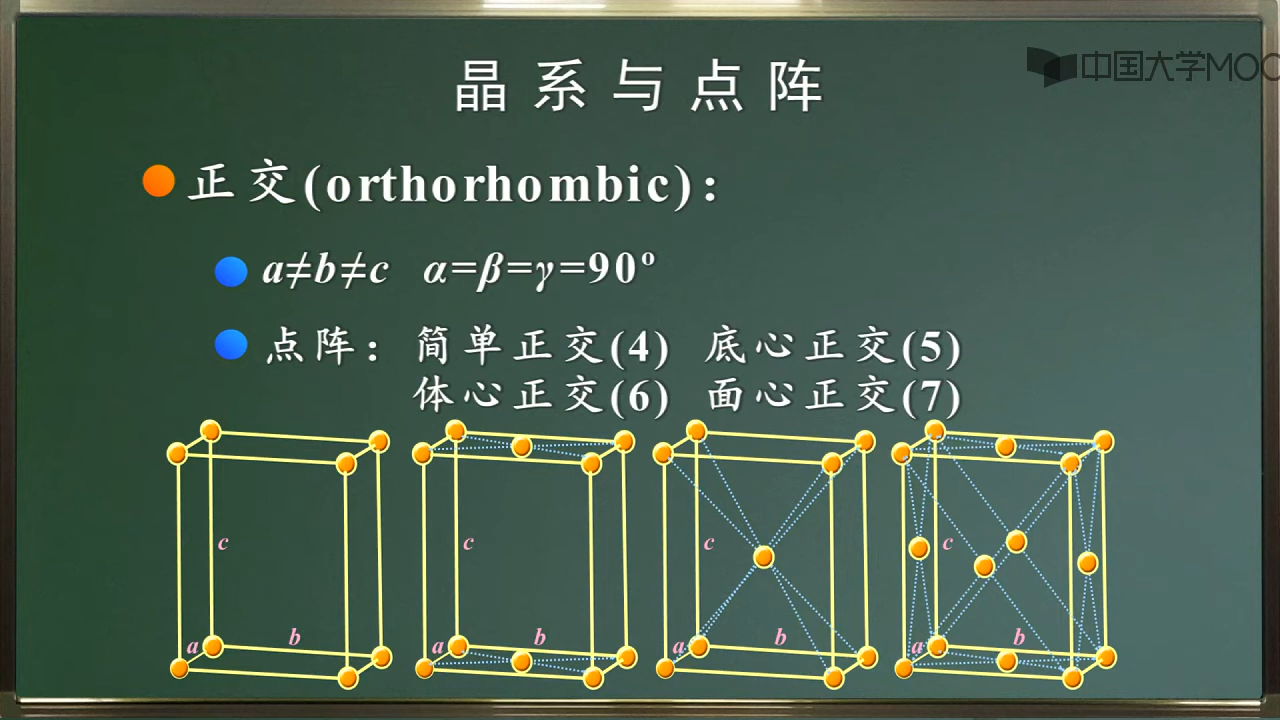 晶系与点阵
中国大学MOO
正交(orthorhombic):
a≠b≠c α=β=γ=90º
点阵: 简单正交(4) 底心正交(5)
体心正交(6) 面心正交(7)
c c c c
a b a b a b a b